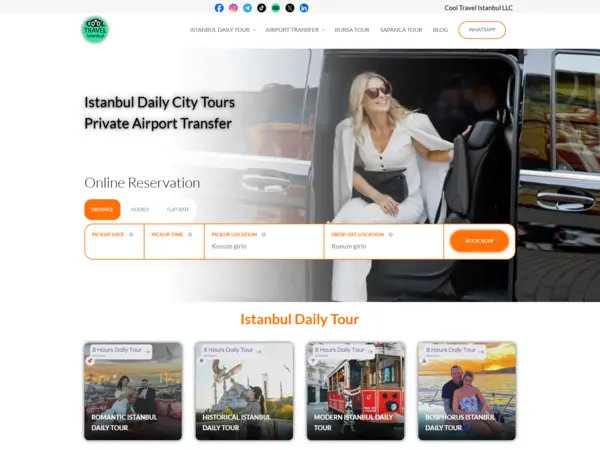 Cool Travel Istanbul LLC
TRAVEL
Istanbul
ISTANBUL DAILY TOUR
AIRPORT TRANSFER
BURSA TOUR
SAPANCA TOUR
BLOG
WHATSAPP
Istanbul Daily City Tours
Private Airport Transfer
Online Reservation
DISTANCE
HOURLY
FLAT RATE
PICKUP DATE
PICKUP TIME
PICKUP LOCATION
Konum girin
DROP-OFF LOCATION
Konum girin
BOOK NOW
Istanbul Daily Tour
8 Hours Daily Tour
ROMANTIC ISTANBUL
DAILY TOUR
8 Hours Daily Tour
HISTORICAL ISTANBUL
DAILY TOUR
8 Hours Daily Tour
MODERN ISTANBUL
DAILY TOUR
8 Hours Daily Tour
BOSPHORUS ISTANBUL
DAILY TOUR